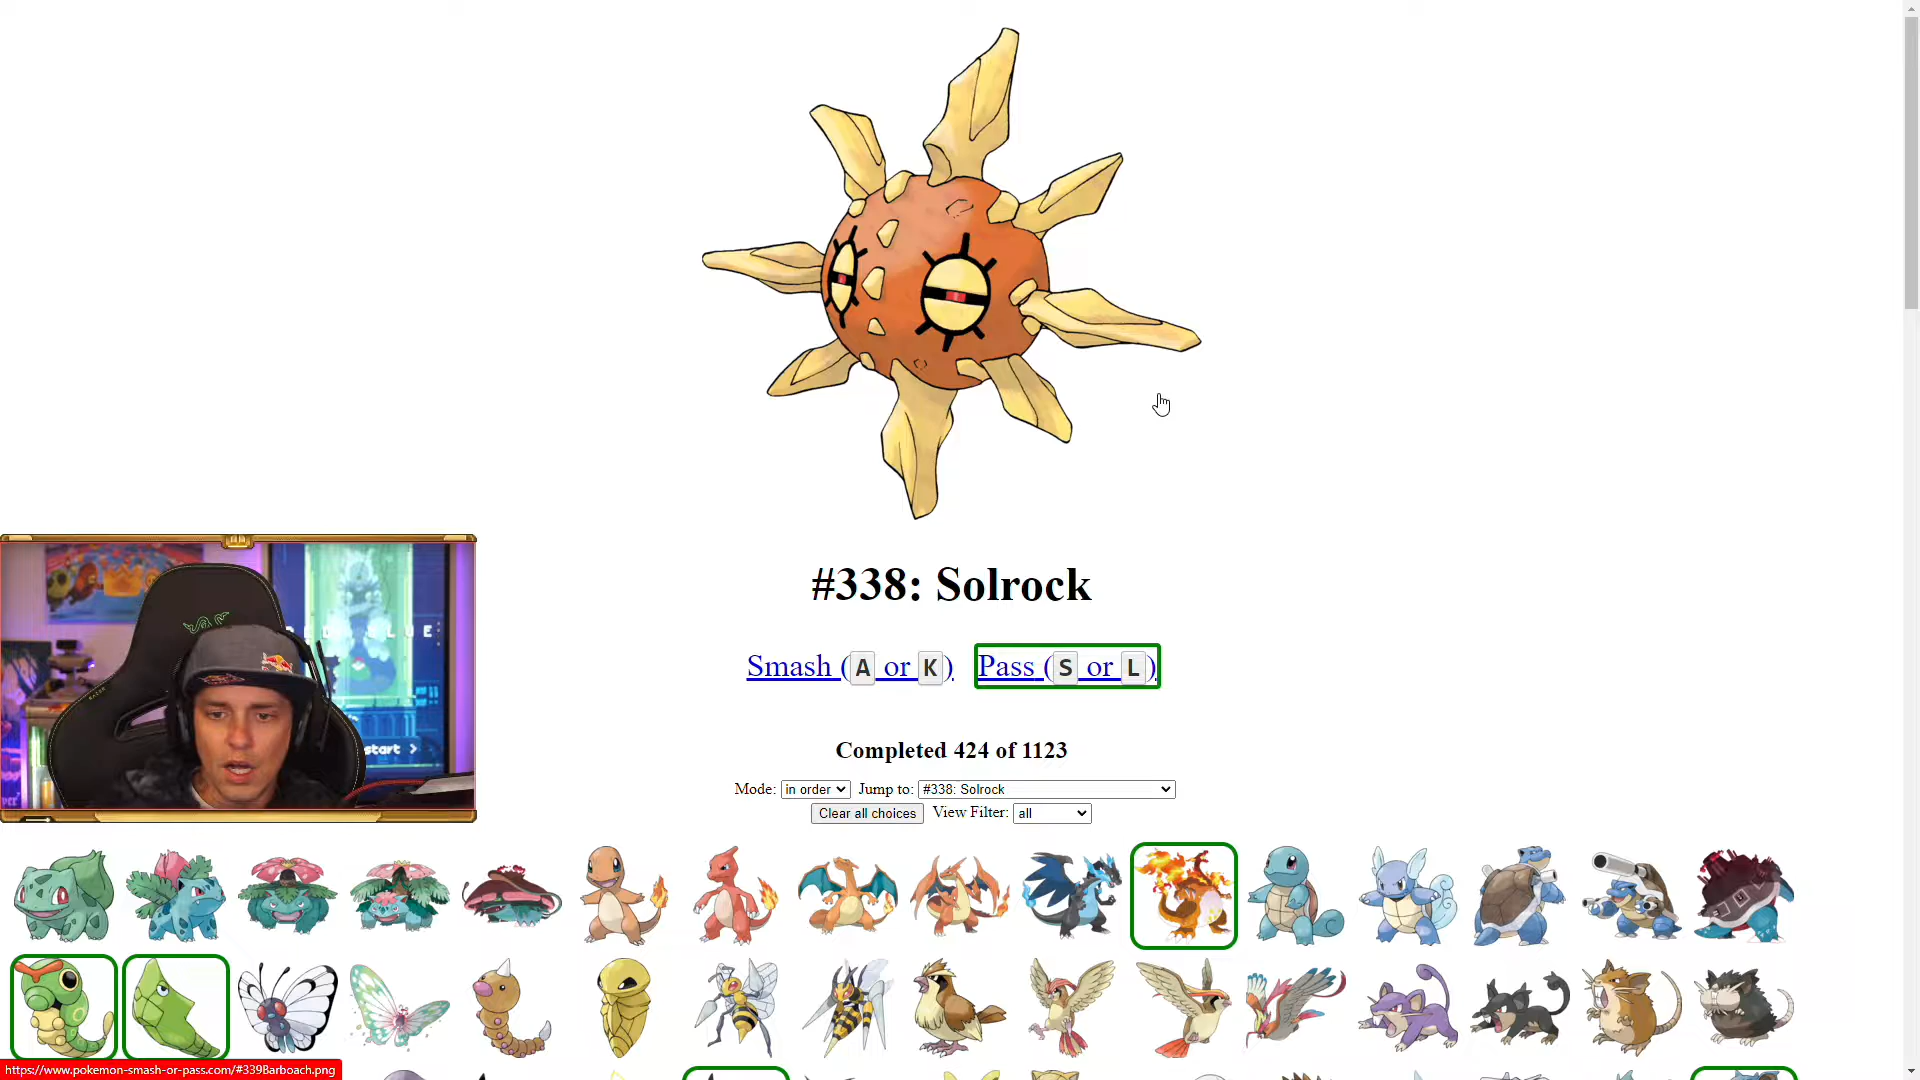 #338: Solrock
Smash (A or K) Pass (S or L)
Completed 424 of 1123
Mode: in order Jump to: #338: Solrock
Clear all choices View Filter: all
BLUE
start >
https://www.pokemon-smash-or-pass.com/#339Barboach.png